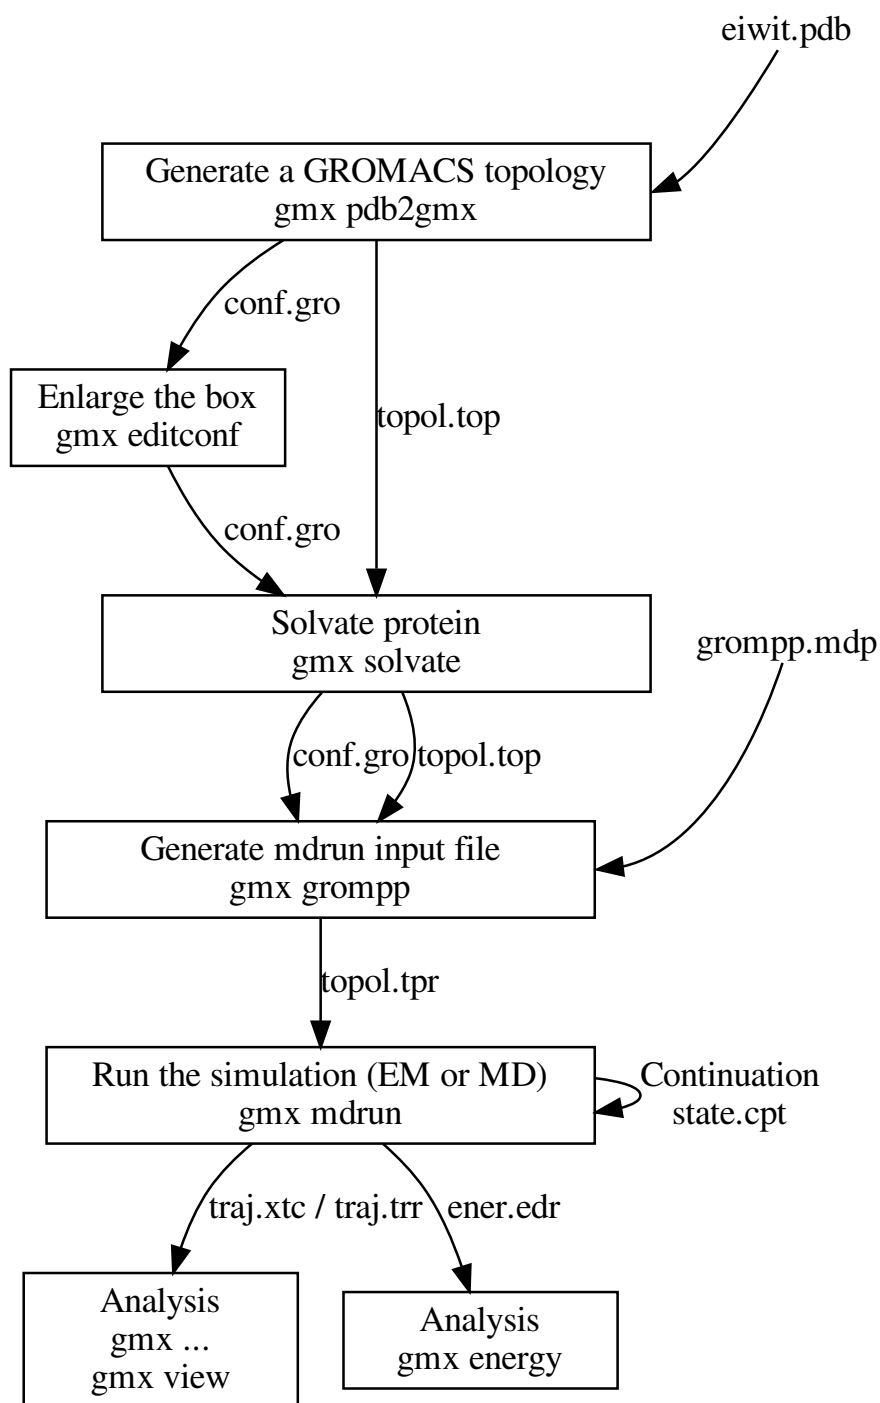 eiwit.pdb
Generate a GROMACS topology
gmx pdb2gmx
conf.gro
Enlarge the box
gmx editconf
topol.top
conf.gro
Solvate protein
gmx solvate
grompp.mdp
conf.gro
topol.top
Generate mdrun input file
gmx grompp
topol.tpr
Run the simulation (EM or MD)
gmx mdrun
Continuation
state.cpt
traj.xtc / traj.trr
ener.edr
Analysis
gmx ...
gmx view
Analysis
gmx energy